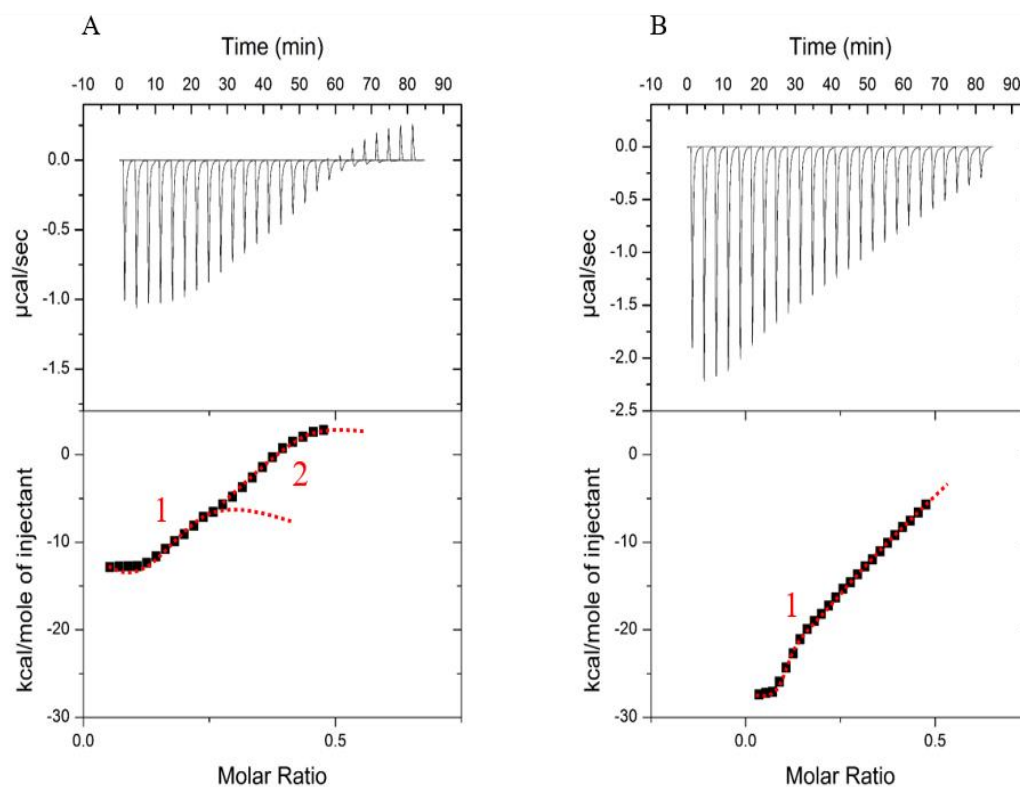 A
Time (min)
-10 0 10 20 30 40 50 60 70 80 90
0.0
-0.5
-1.0
-1.5
µcal/sec
0
-10
-20
-30
kcal/mole of injectant
1
2
0.0 0.5
Molar Ratio
B
Time (min)
-10 0 10 20 30 40 50 60 70 80 90
0.0
-0.5
-1.0
-1.5
-2.0
-2.5
µcal/sec
0
-10
-20
-30
kcal/mole of injectant
1
0.0 0.5
Molar Ratio